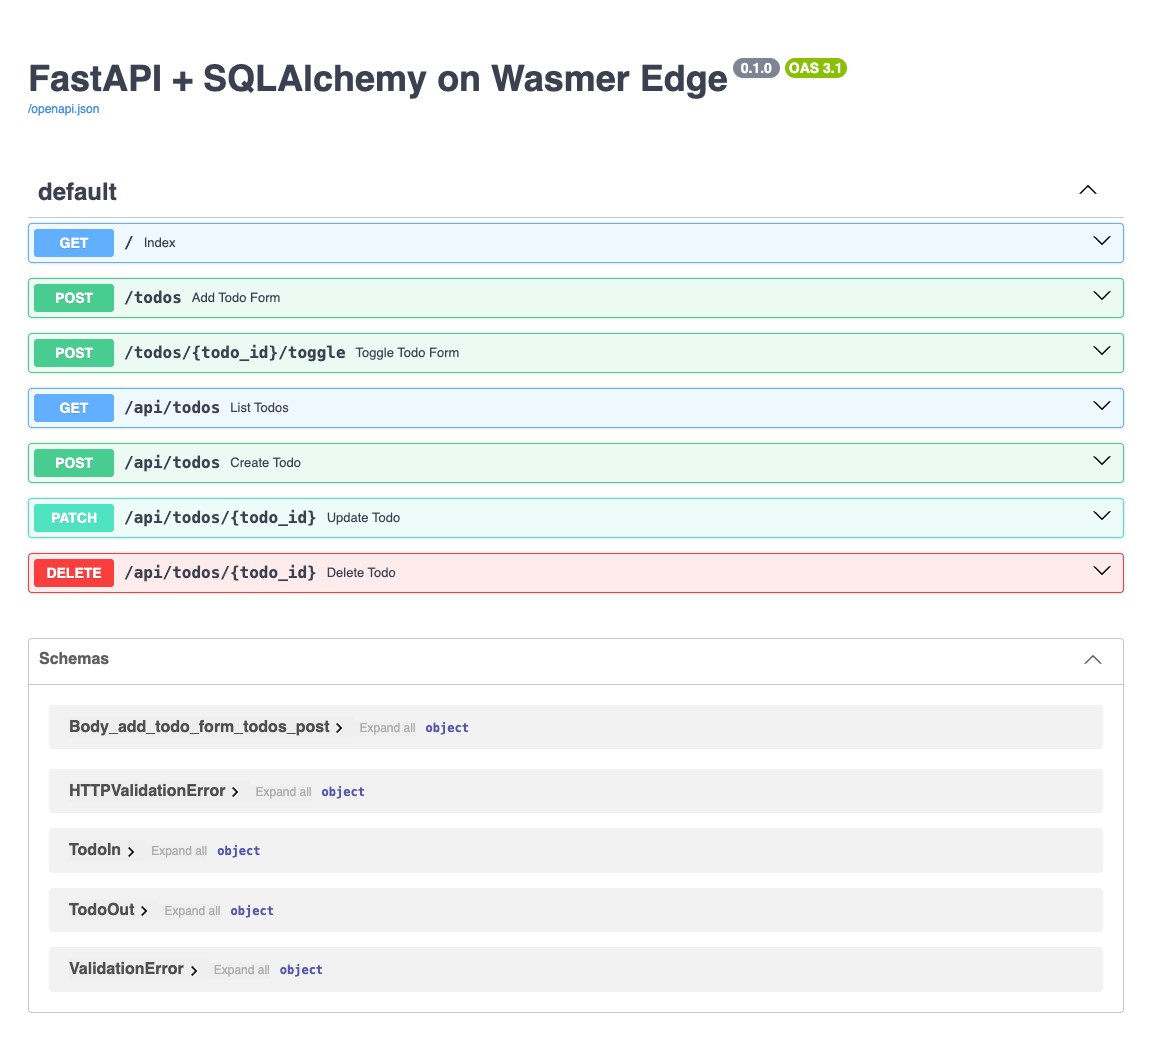 FastAPI + SQLAlchemy on Wasmer Edge 0.1.0 OAS 3.1
/openapi.json
default
GET / Index
POST /todos Add Todo Form
POST /todos/{todo_id}/toggle Toggle Todo Form
GET /api/todos List Todos
POST /api/todos Create Todo
PATCH /api/todos/{todo_id} Update Todo
DELETE /api/todos/{todo_id} Delete Todo
Schemas
Body_add_todo_form_todos_post Expand all object
HTTPValidationError Expand all object
TodoIn Expand all object
TodoOut Expand all object
ValidationError Expand all object